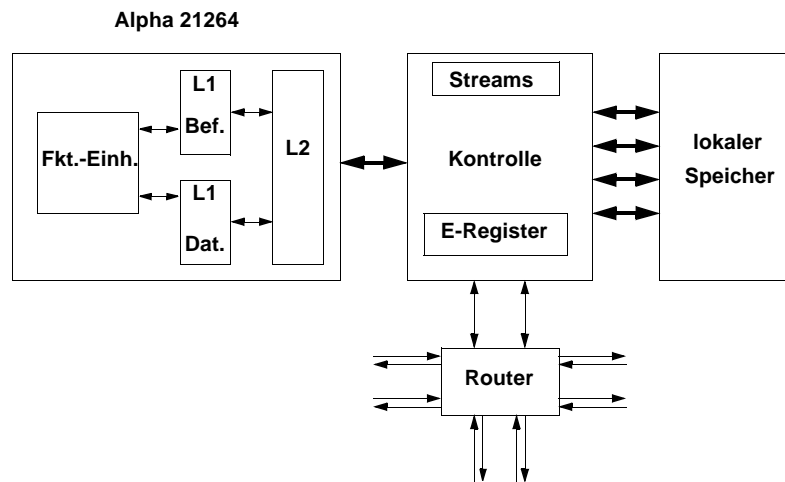 Alpha 21264
Fkt.-Einh.
L1
Bef.
L1
Dat.
L2
Streams
Kontrolle
E-Register
lokaler
Speicher
Router